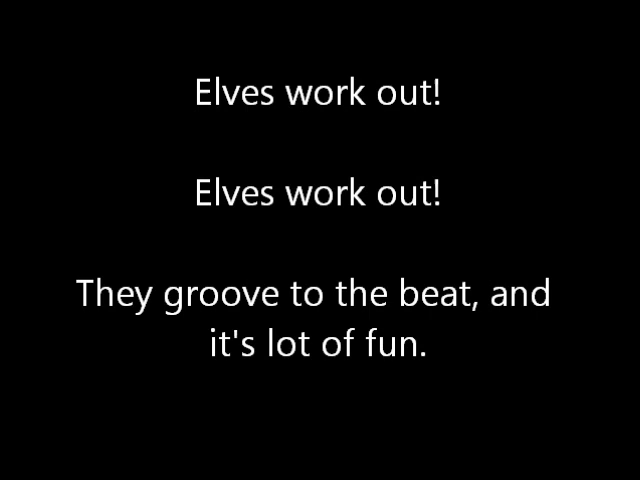 Elves work out!
Elves work out!
They groove to the beat, and
it's lot of fun.